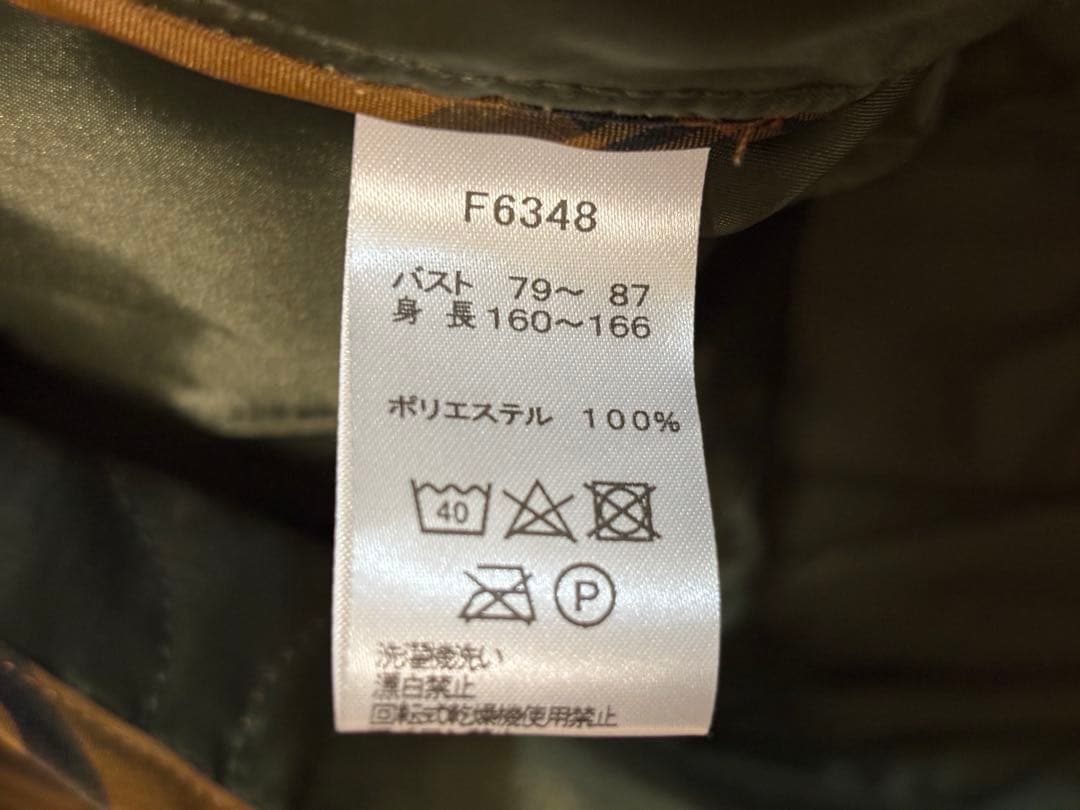 F6348
バスト 79～ 87
身 長 160～166
ポリエステル 100%
40
P
洗濯機洗い
漂白禁止
回転式乾燥機使用禁止